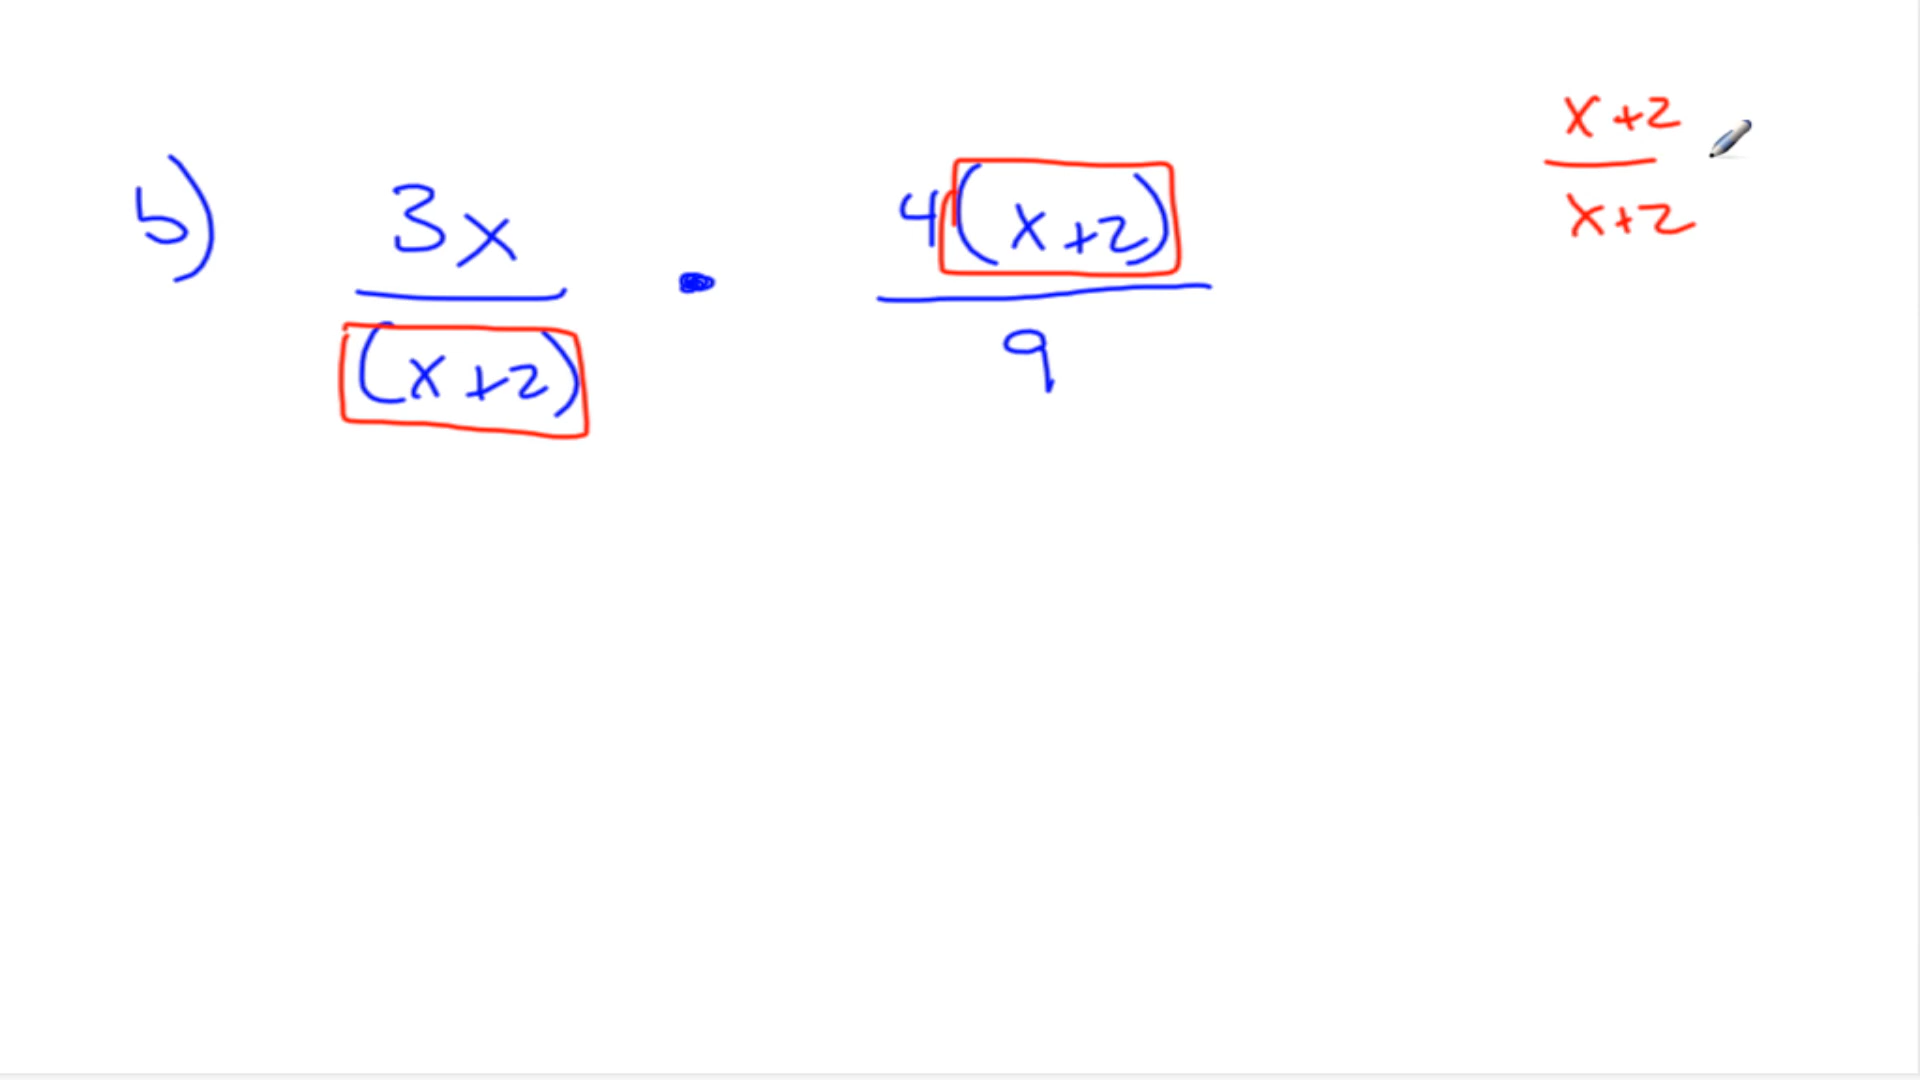 b) 3x/(x+2) • 4(x+2)/9
x+2
x+2